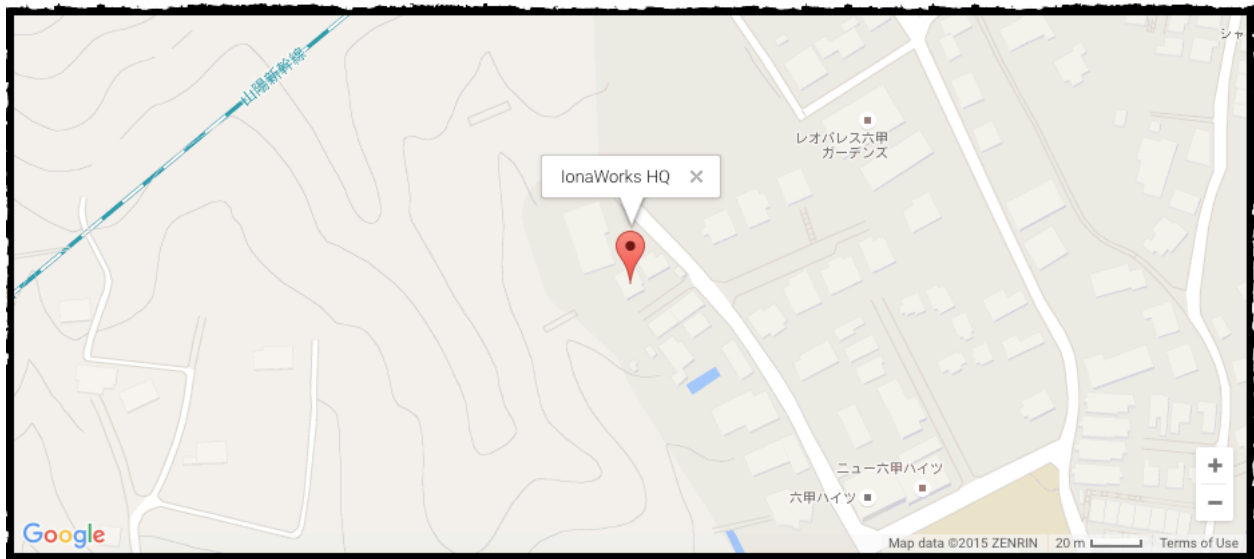 シャ
山陽新幹線
レオパレス六甲
ガーデンズ
IonaWorks HQ ×
ニュー六甲ハイツ
六甲ハイツ
+
−
Google
Map data ©2015 ZENRIN 20 m Terms of Use